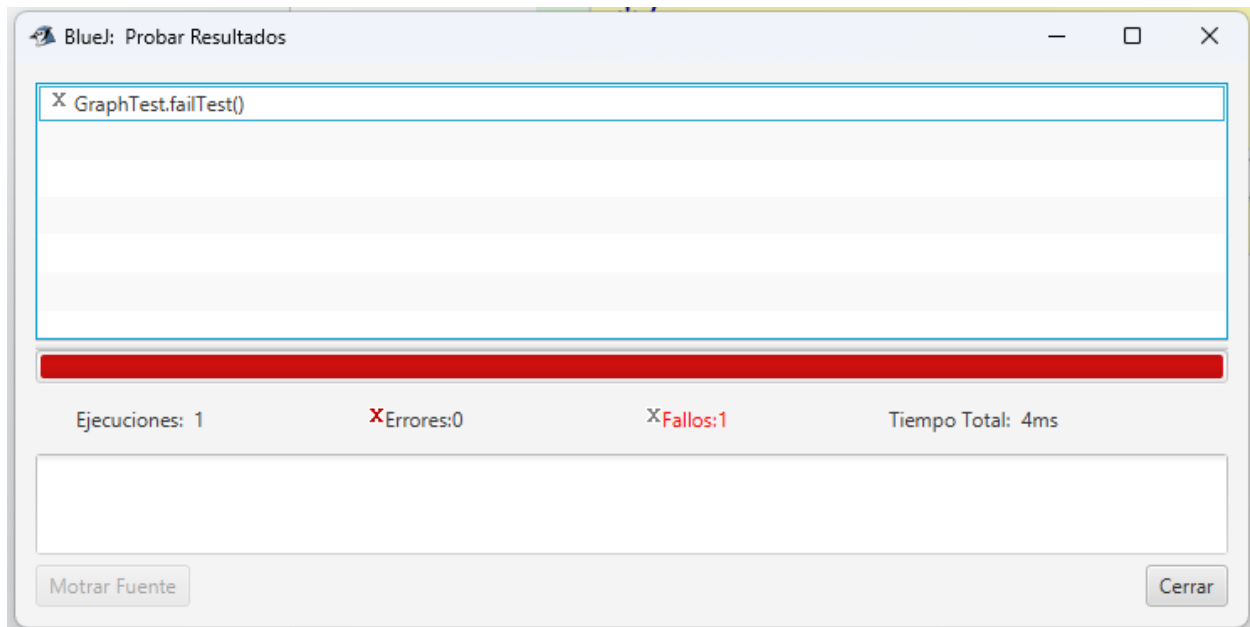 BlueJ: Probar Resultados
X GraphTest.failTest()
Ejecuciones: 1 XErrores:0 XFallos:1 Tiempo Total: 4ms
Motrar Fuente Cerrar